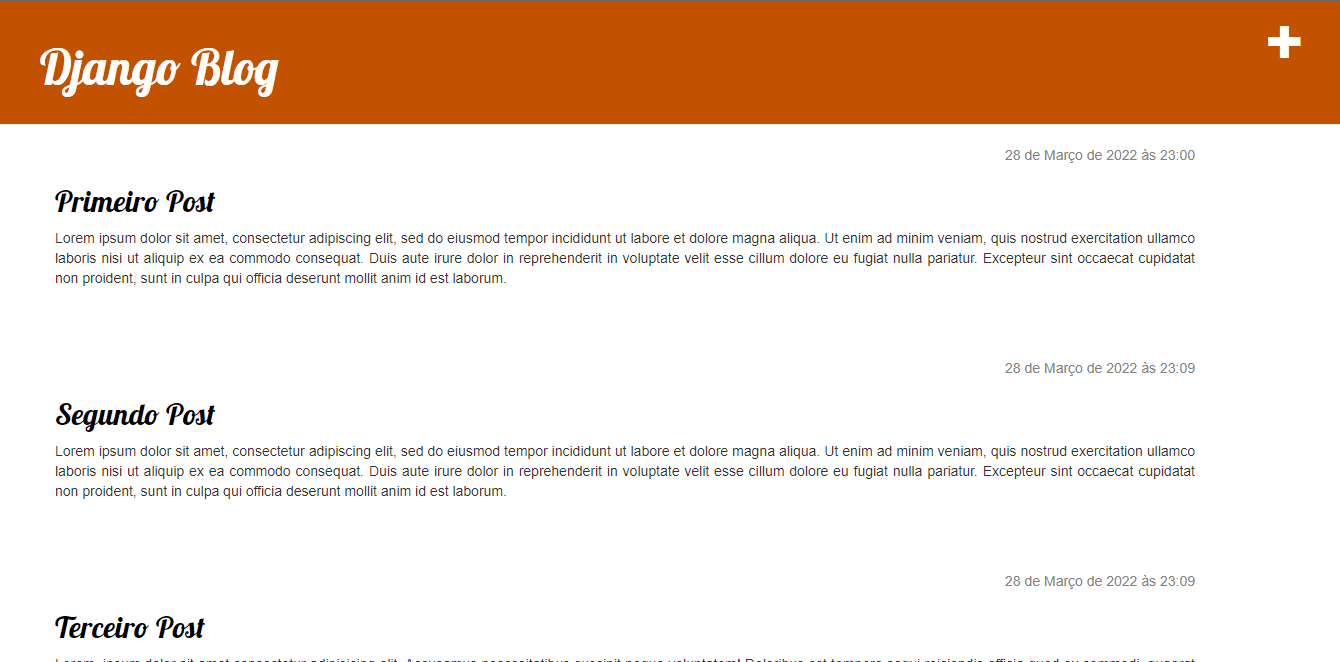 Django Blog
28 de Março de 2022 às 23:00
Primeiro Post
Lorem ipsum dolor sit amet, consectetur adipiscing elit, sed do eiusmod tempor incididunt ut labore et dolore magna aliqua. Ut enim ad minim veniam, quis nostrud exercitation ullamco
laboris nisi ut aliquip ex ea commodo consequat. Duis aute irure dolor in reprehenderit in voluptate velit esse cillum dolore eu fugiat nulla pariatur. Excepteur sint occaecat cupidatat
non proident, sunt in culpa qui officia deserunt mollit anim id est laborum.
28 de Março de 2022 às 23:09
Segundo Post
Lorem ipsum dolor sit amet, consectetur adipiscing elit, sed do eiusmod tempor incididunt ut labore et dolore magna aliqua. Ut enim ad minim veniam, quis nostrud exercitation ullamco
laboris nisi ut aliquip ex ea commodo consequat. Duis aute irure dolor in reprehenderit in voluptate velit esse cillum dolore eu fugiat nulla pariatur. Excepteur sint occaecat cupidatat
non proident, sunt in culpa qui officia deserunt mollit anim id est laborum.
28 de Março de 2022 às 23:09
Terceiro Post